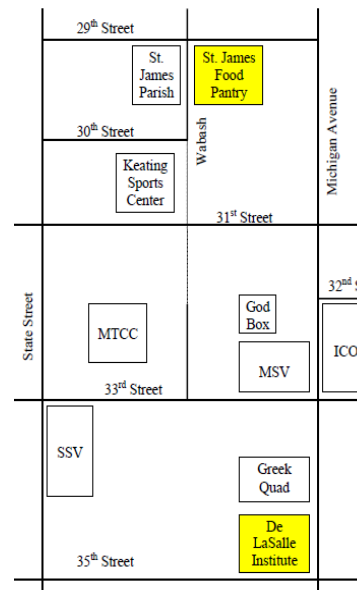 29th Street
St.
James
Parish
St. James
Food
Pantry
Michigan Avenue
30th Street
Wabash
Keating
Sports
Center
31st Street
State Street
32nd S
God
Box
MTCC
ICO
MSV
33rd Street
SSV
Greek
Quad
De
LaSalle
Institute
35th Street